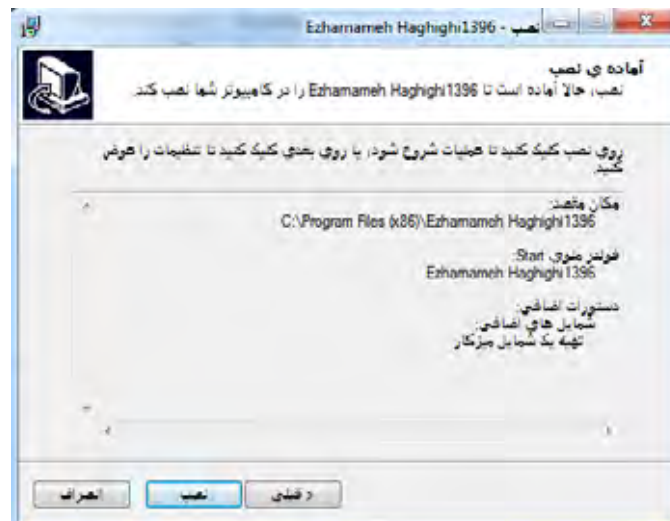 نصب - Ezhamameh Haghighi1396
آماده ی نصب
نصب، حالا آماده است تا Ezhamameh Haghighi1396 را در کامپیوتر شما نصب کند.
روی نصب کلیک کنید تا عملیات شروع شود، یا روی بعدی کلیک کنید تا تنظیمات را عوض
کنید
مکان مقصد:
C:\Program Files (x86)\Ezhamameh Haghighi1396
فولدر منوی Start:
Ezhamameh Haghighi1396
دستورات اضافی:
شمایل های اضافی:
تهیه یک شمایل میزکار
قبلی
نصب
انصراف